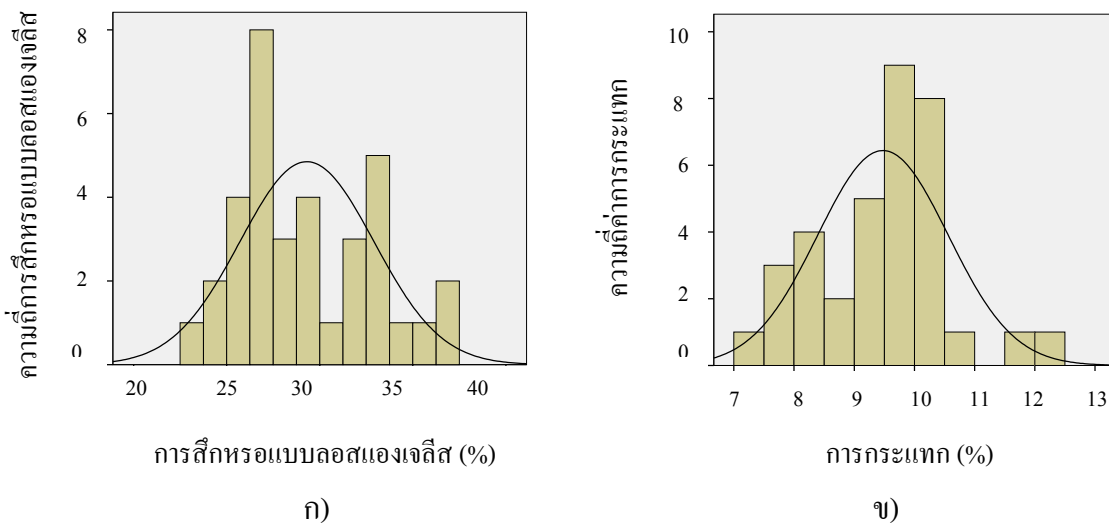 ความถี่การสึกหรอแบบลอสแองเจลีส
8
6
4
2
0
20 25 30 35 40
การสึกหรอแบบลอสแองเจลีส (%)
ก)
ความถี่ค่าการกระแทก
10
8
6
4
2
0
7 8 9 10 11 12 13
การกระแทก (%)
ข)